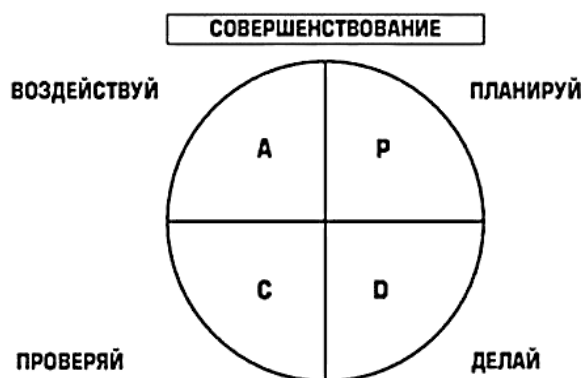 СОВЕРШЕНСТВОВАНИЕ
ВОЗДЕЙСТВУЙ
ПЛАНИРУЙ
A
P
C
D
ПРОВЕРЯЙ
ДЕЛАЙ